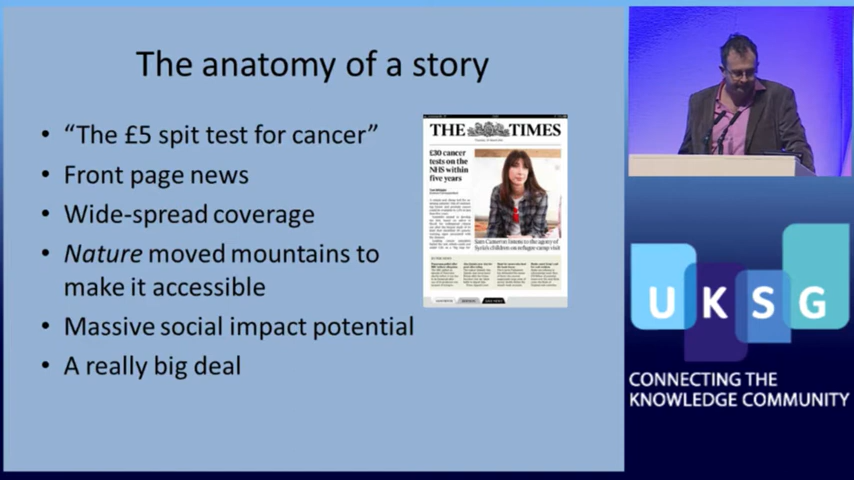 The anatomy of a story
• "The £5 spit test for cancer"
• Front page news
• Wide-spread coverage
• Nature moved mountains to
make it accessible
• Massive social impact potential
• A really big deal
THE TIMES
£30 cancer
tests on the
NHS within
five years
Sam Cameron listens to the agony of
Syria's children on refugee camp visit
UKSG
CONNECTING THE
KNOWLEDGE COMMUNITY